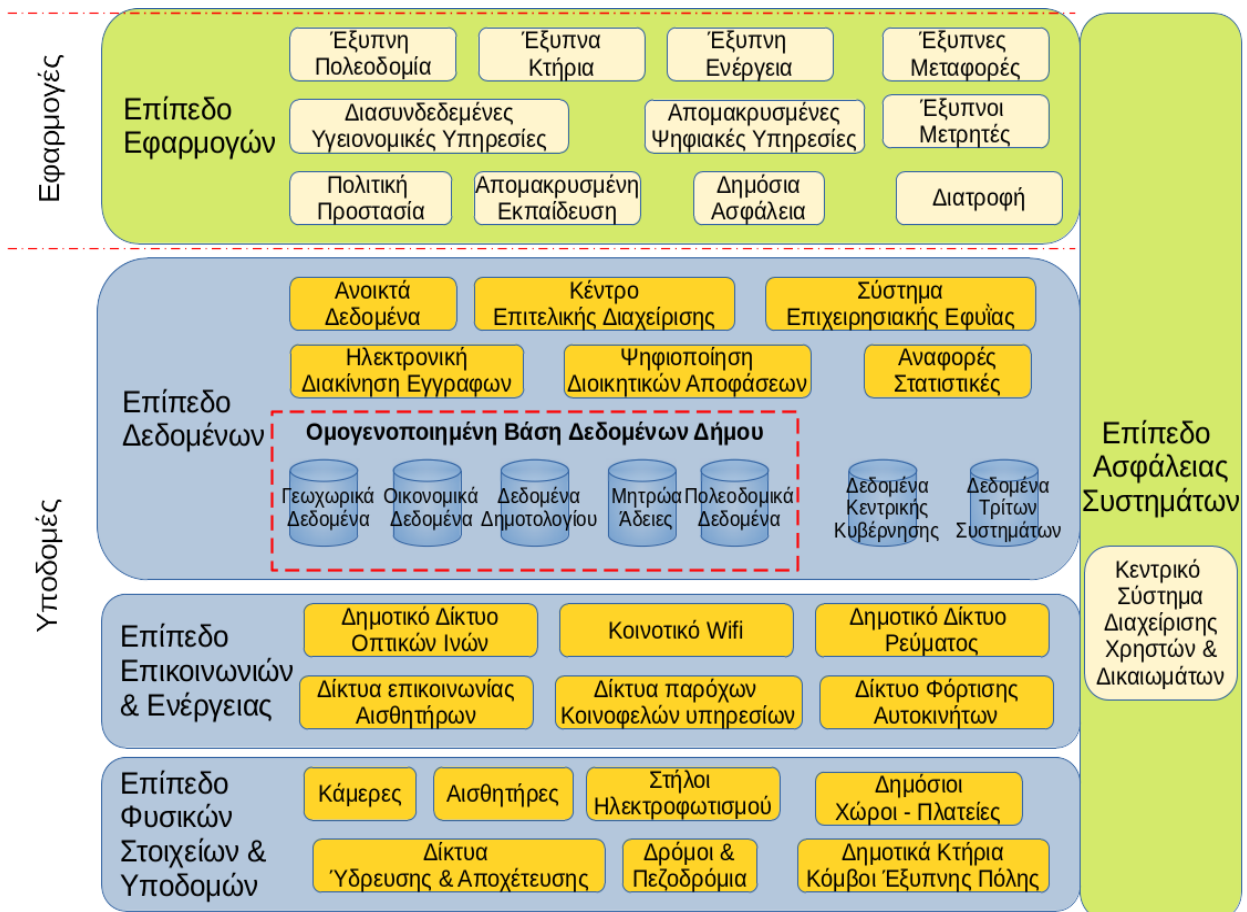 Εφαρμογές
Επίπεδο
Εφαρμογών
Έξυπνη
Πολεοδομία
Έξυπνα
Κτήρια
Έξυπνη
Ενέργεια
Έξυπνες
Μεταφορές
Διασυνδεδεμένες
Υγειονομικές Υπηρεσίες
Απομακρυσμένες
Ψηφιακές Υπηρεσίες
Έξυπνοι
Μετρητές
Πολιτική
Προστασία
Απομακρυσμένη
Εκπαίδευση
Δημόσια
Ασφάλεια
Διατροφή
Υποδομές
Επίπεδο
Δεδομένων
Ανοικτά
Δεδομένα
Κέντρο
Επιτελικής Διαχείρισης
Σύστημα
Επιχειρησιακής Εφυΐας
Ηλεκτρονική
Διακίνηση Εγγραφων
Ψηφιοποίηση
Διοικητικών Αποφάσεων
Αναφορές
Στατιστικές
Ομογενοποιημένη Βάση Δεδομένων Δήμου
Γεωχωρικά
Δεδομένα
Οικονομικά
Δεδομένα
Δεδομένα
Δημοτολογίου
Μητρώα
Άδειες
Πολεοδομικά
Δεδομένα
Δεδομένα
Κεντρικής
Κυβέρνησης
Δεδομένα
Τρίτων
Συστημάτων
Επίπεδο
Επικοινωνιών
& Ενέργειας
Δημοτικό Δίκτυο
Οπτικών Ινών
Κοινοτικό Wifi
Δημοτικό Δίκτυο
Ρεύματος
Δίκτυα επικοινωνίας
Αισθητήρων
Δίκτυα παρόχων
Κοινοφελών υπηρεσίων
Δίκτυο Φόρτισης
Αυτοκινήτων
Επίπεδο
Φυσικών
Στοιχείων &
Υποδομών
Κάμερες
Αισθητήρες
Στήλοι
Ηλεκτροφωτισμού
Δημόσιοι
Χώροι - Πλατείες
Δίκτυα
Ύδρευσης & Αποχέτευσης
Δρόμοι &
Πεζοδρόμια
Δημοτικά Κτήρια
Κόμβοι Έξυπνης Πόλης
Επίπεδο
Ασφάλειας
Συστημάτων
Κεντρικό
Σύστημα
Διαχείρισης
Χρηστών &
Δικαιωμάτων